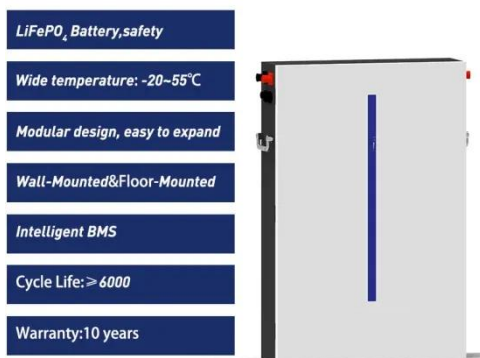 LiFePO₄ Battery,safety
Wide temperature: -20~55℃
Modular design, easy to expand
Wall-Mounted&Floor-Mounted
Intelligent BMS
Cycle Life:≥6000
Warranty:10 years